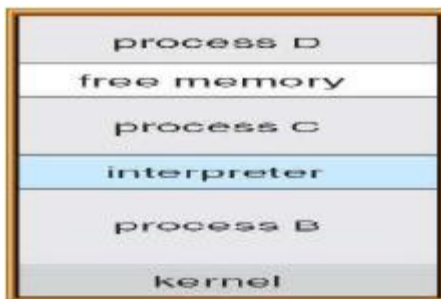 process D
free memory
process C
interpreter
process B
kernel